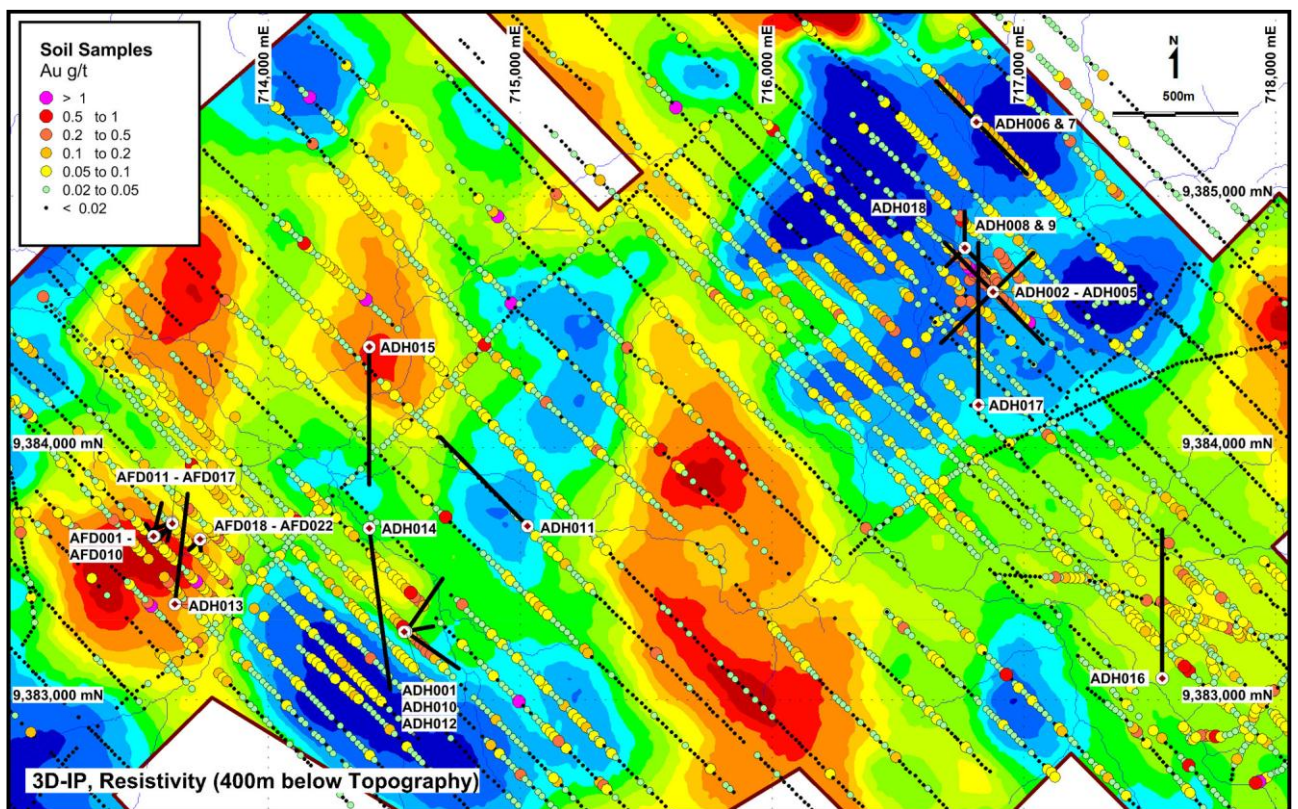 Soil Samples
Au g/t
> 1
0.5 to 1
0.2 to 0.5
0.1 to 0.2
0.05 to 0.1
0.02 to 0.05
< 0.02
714,000 mE
715,000 mE
716,000 mE
717,000 mE
718,000 mE
N
500m
ADH006 & 7
9,385,000 mN
ADH018
ADH008 & 9
ADH002 - ADH005
ADH015
ADH017
9,384,000 mN
9,384,000 mN
AFD011 - AFD017
AFD018 - AFD022
AFD001 -
AFD010
ADH014
ADH011
ADH013
ADH016
9,383,000 mN
9,383,000 mN
ADH001
ADH010
ADH012
3D-IP, Resistivity (400m below Topography)